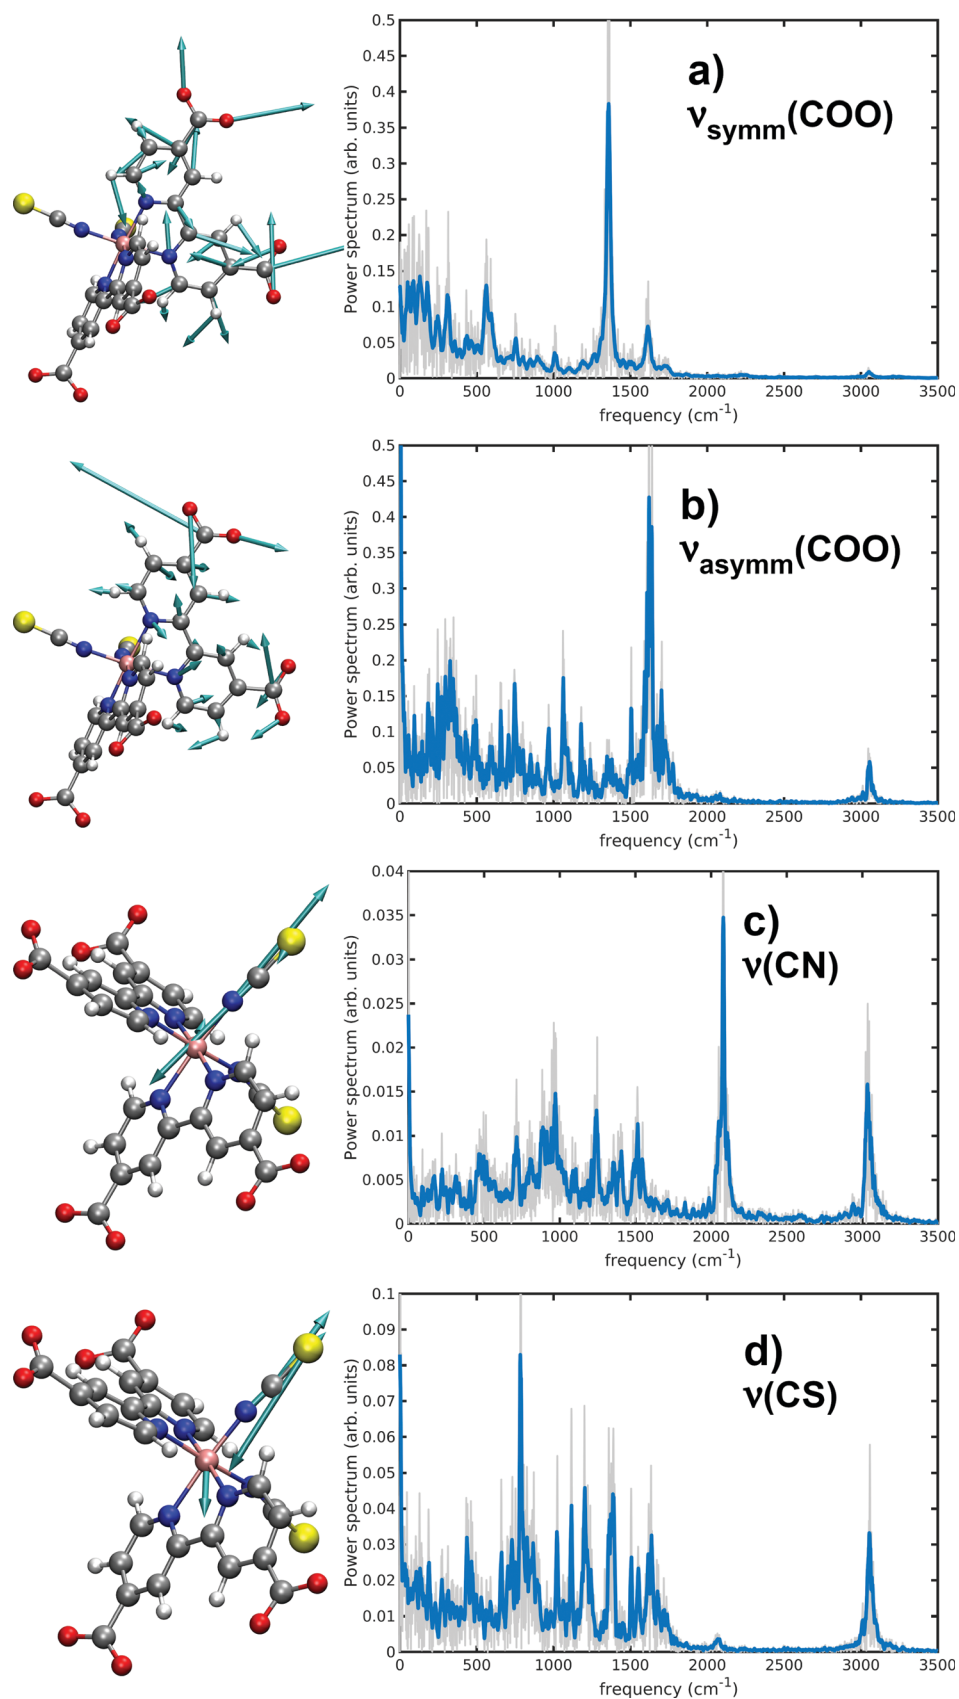 0.5
0.45
0.4
0.35
0.3
0.25
0.2
0.15
0.1
0.05
0
Power spectrum (arb. units)
a)
νsymm(COO)
0 500 1000 1500 2000 2500 3000 3500
frequency (cm-1)
0.5
0.45
0.4
0.35
0.3
0.25
0.2
0.15
0.1
0.05
0
Power spectrum (arb. units)
b)
νasymm(COO)
0 500 1000 1500 2000 2500 3000 3500
frequency (cm-1)
0.04
0.035
0.03
0.025
0.02
0.015
0.01
0.005
0
Power spectrum (arb. units)
c)
ν(CN)
0 500 1000 1500 2000 2500 3000 3500
frequency (cm-1)
0.1
0.09
0.08
0.07
0.06
0.05
0.04
0.03
0.02
0.01
0
Power spectrum (arb. units)
d)
ν(CS)
0 500 1000 1500 2000 2500 3000 3500
frequency (cm-1)